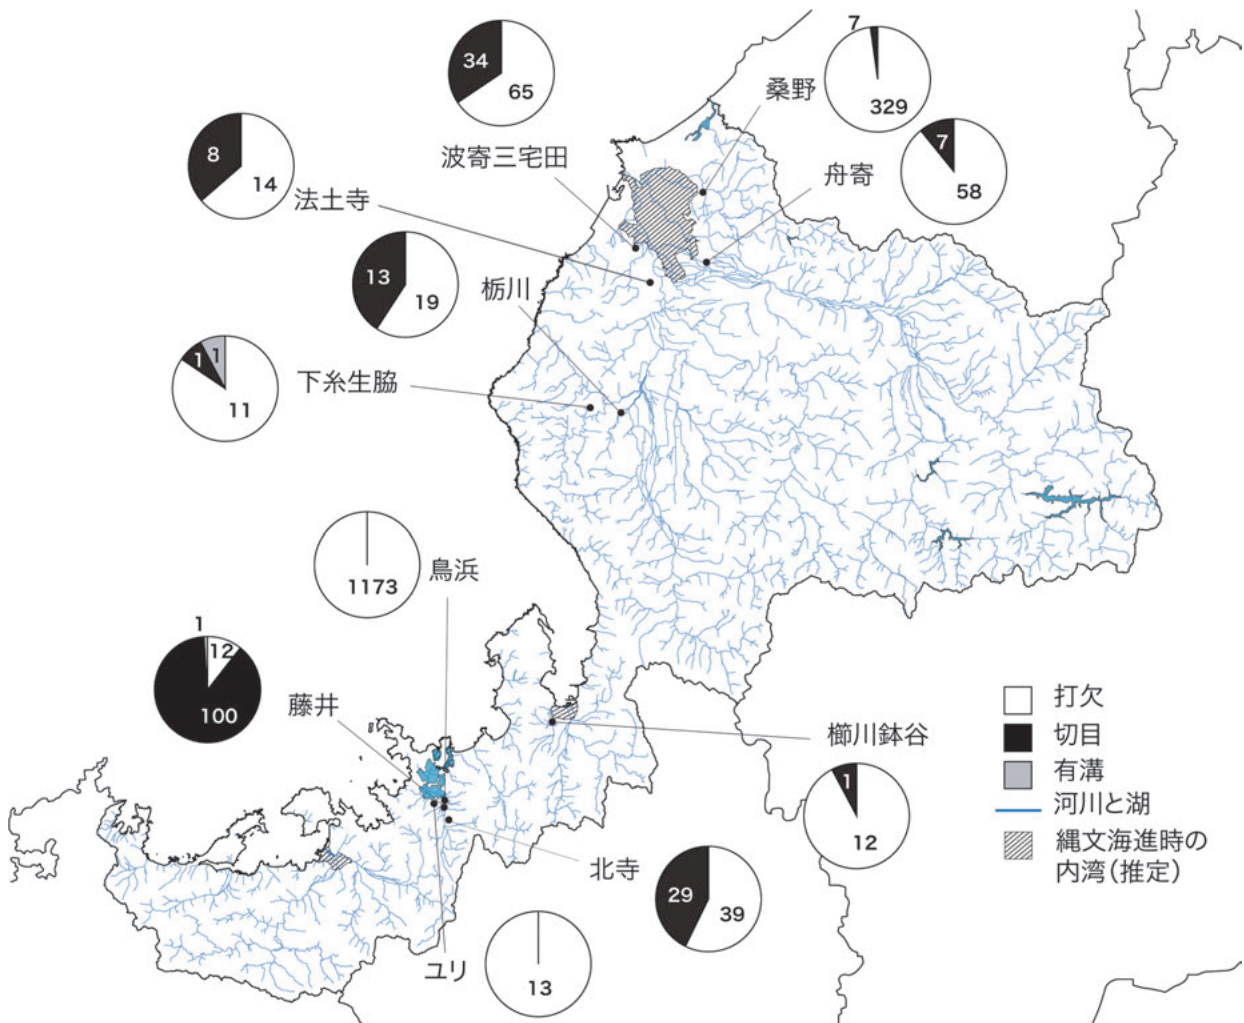 7
34
65
桑野
329
8
14
波寄三宅田
舟寄
7
58
法土寺
13
19
栃川
1
1
11
下糸生脇
1173
鳥浜
1
12
100
藤井
櫛川鉢谷
1
12
北寺
29
39
ユリ
13
打欠
切目
有溝
河川と湖
縄文海進時の
内湾(推定)